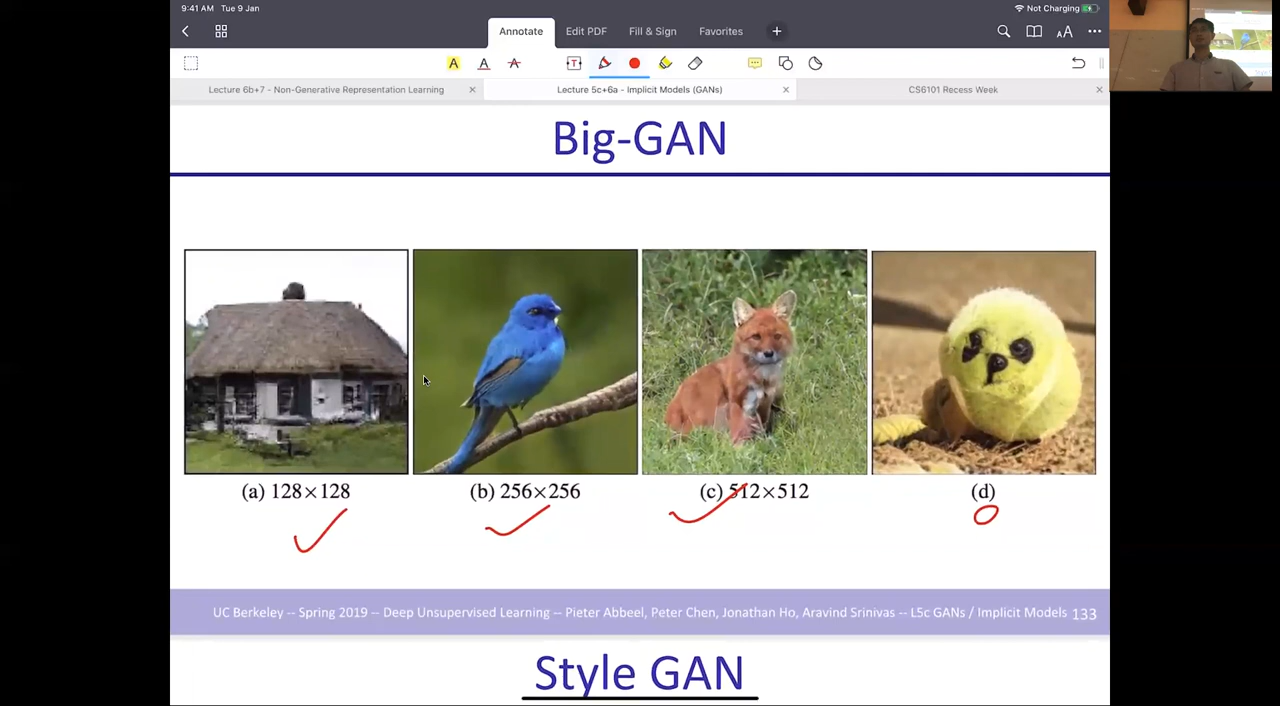 9:41 AM Tue 9 Jan
Not Charging
Annotate Edit PDF Fill & Sign Favorites +
AA
A A A T
Lecture 6b+7 - Non-Generative Representation Learning × Lecture 5c+6a - Implicit Models (GANs) × CS6101 Recess Week ×
Big-GAN
(a) 128×128 (b) 256×256 (c) 512×512 (d)
UC Berkeley -- Spring 2019 -- Deep Unsupervised Learning -- Pieter Abbeel, Peter Chen, Jonathan Ho, Aravind Srinivas -- L5c GANs / Implicit Models 133
Style GAN